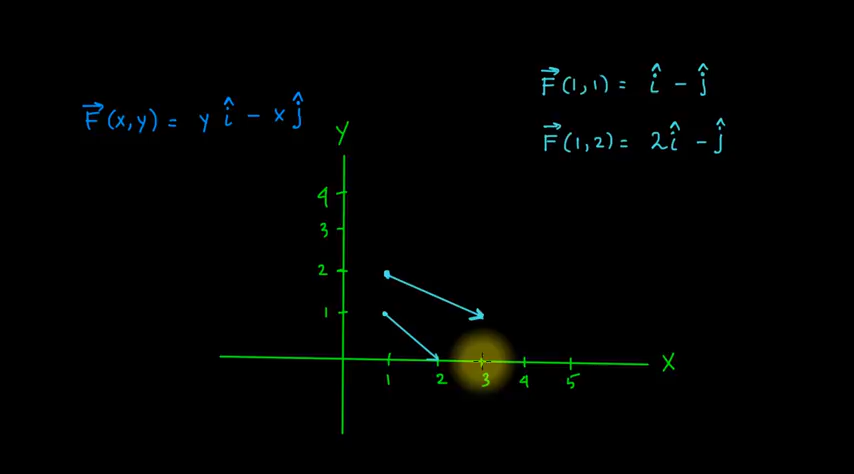 F⃗(x,y) = y î − x ĵ
F⃗(1,1) = î − ĵ
F⃗(1,2) = 2î − ĵ
Y
4
3
2
1
1 2 3 4 5
X